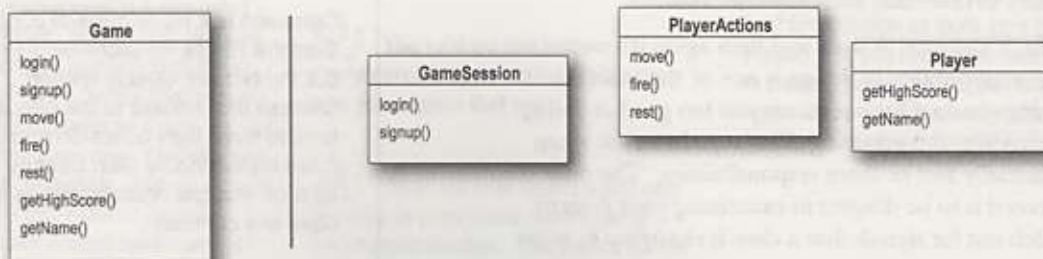 Game
login()
signup()
move()
fire()
rest()
getHighScore()
getName()
GameSession
login()
signup()
PlayerActions
move()
fire()
rest()
Player
getHighScore()
getName()